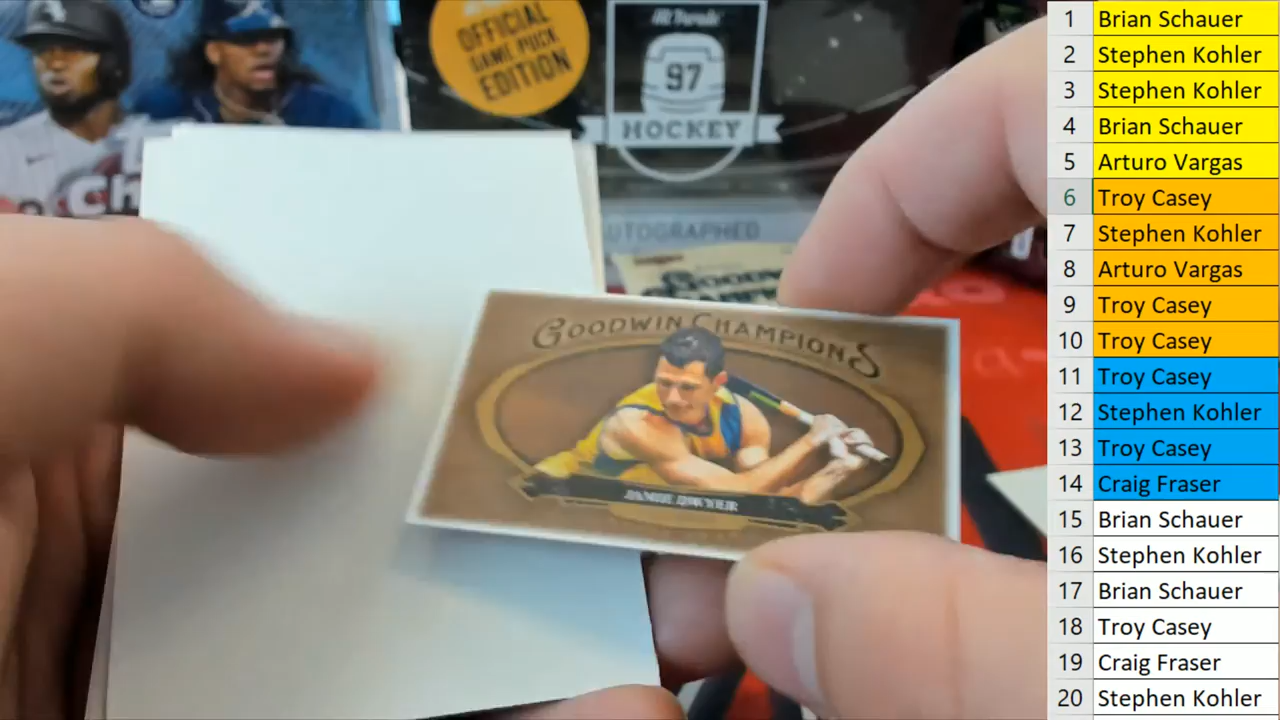 OFFICIAL
GAME PUCK
EDITION
97
HOCKEY
GOODWIN CHAMPIONS
JAMIE DWYER
1 Brian Schauer
2 Stephen Kohler
3 Stephen Kohler
4 Brian Schauer
5 Arturo Vargas
6 Troy Casey
7 Stephen Kohler
8 Arturo Vargas
9 Troy Casey
10 Troy Casey
11 Troy Casey
12 Stephen Kohler
13 Troy Casey
14 Craig Fraser
15 Brian Schauer
16 Stephen Kohler
17 Brian Schauer
18 Troy Casey
19 Craig Fraser
20 Stephen Kohler